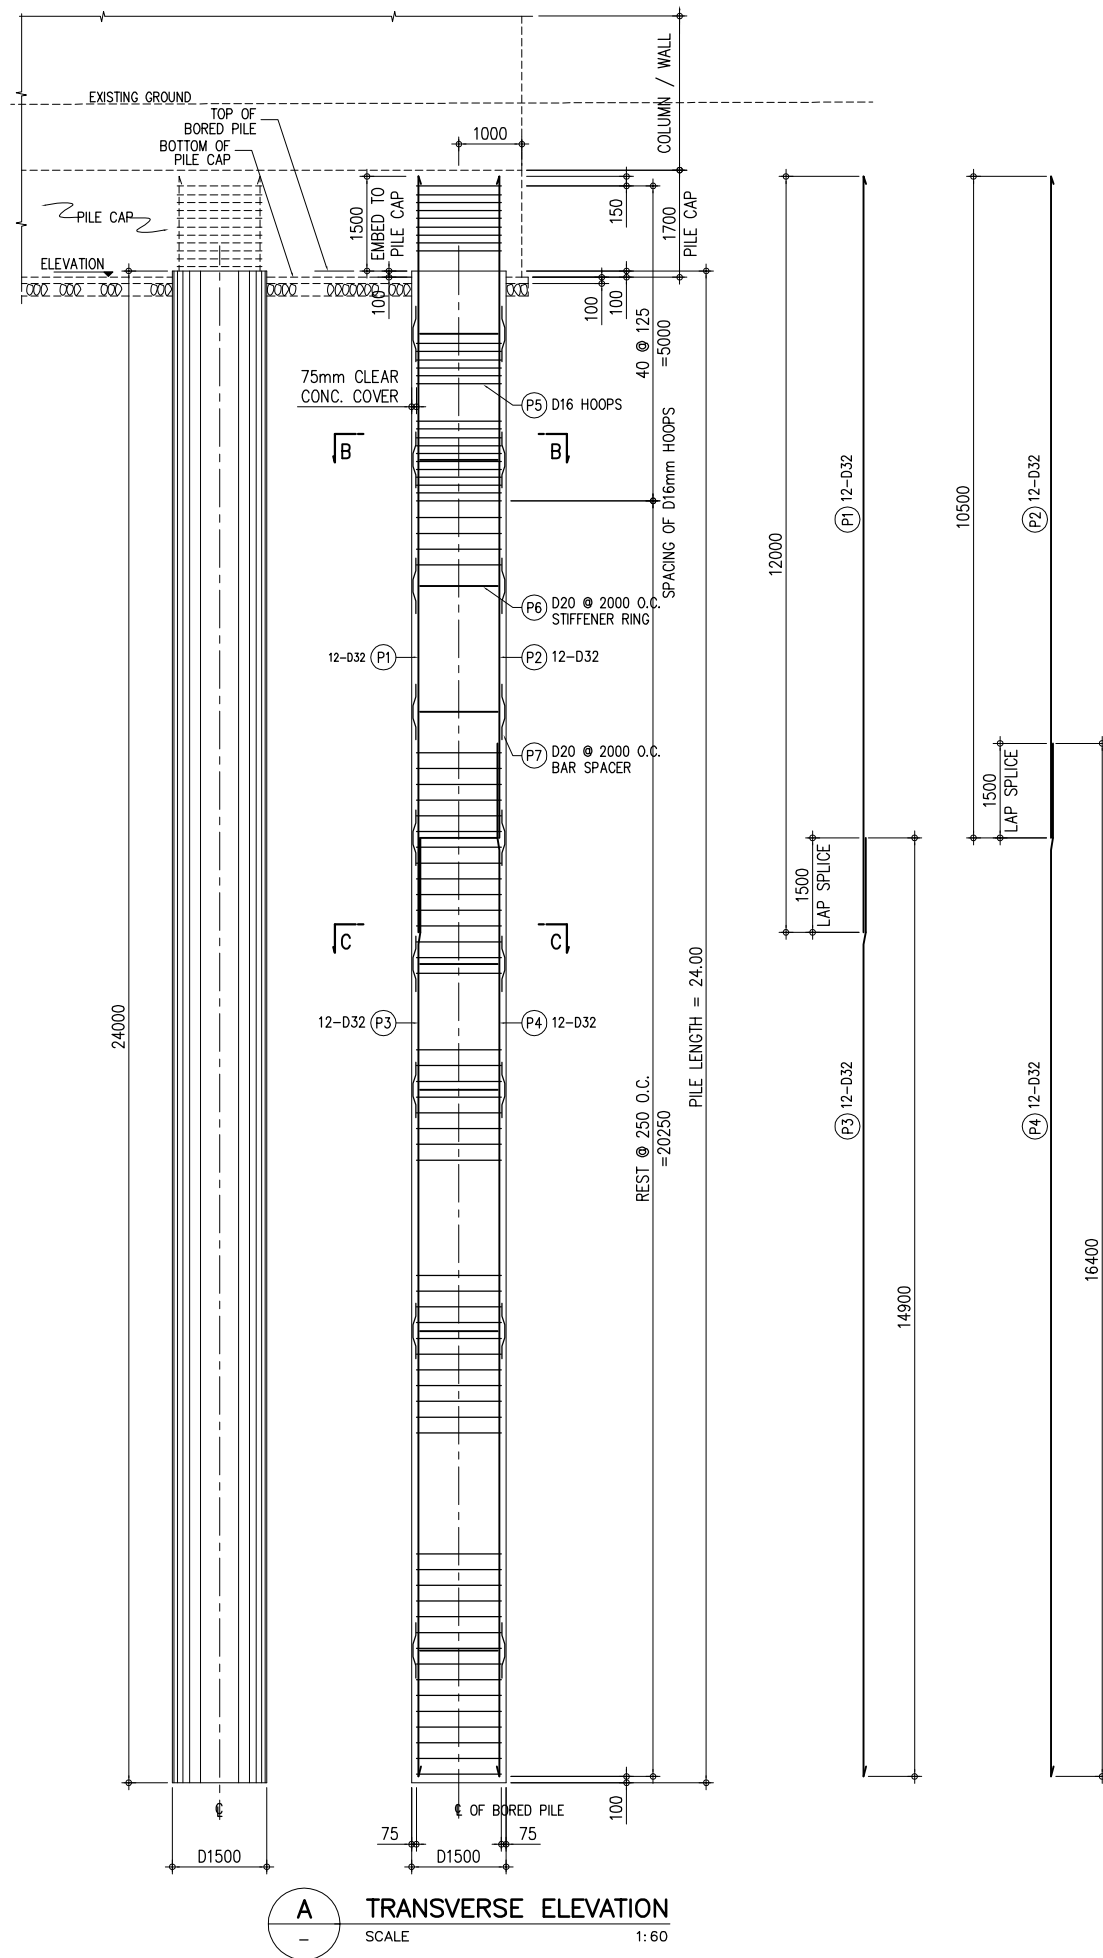 COLUMN / WALL
EXISTING GROUND
TOP OF
BORED PILE
BOTTOM OF
PILE CAP
1000
PILE CAP
1500
EMBED TO
PILE CAP
150
1700
PILE CAP
ELEVATION
100
100
100
40 @ 125
=5000
75mm CLEAR
CONC. COVER
P5 D16 HOOPS
B
B
SPACING OF D16mm HOOPS
P1 12-D32
P2 12-D32
10500
12000
P6 D20 @ 2000 O.C.
STIFFENER RING
12-D32 P1
P2 12-D32
P7 D20 @ 2000 O.C.
BAR SPACER
1500
LAP SPLICE
1500
LAP SPLICE
C
C
24000
12-D32 P3
P4 12-D32
PILE LENGTH = 24.00
REST @ 250 O.C.
=20250
P3 12-D32
P4 12-D32
14900
16400
℄
℄ OF BORED PILE
100
75
75
D1500
D1500
A
–
TRANSVERSE ELEVATION
SCALE 1:60